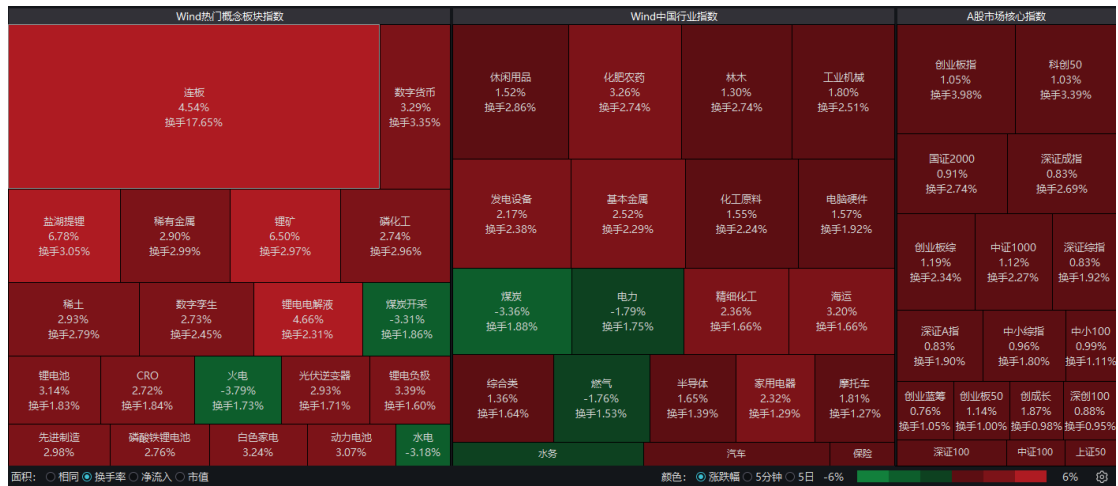 Wind热门概念板块指数
连板
4.54%
换手17.65%
数字货币
3.29%
换手3.35%
盐湖提锂
6.78%
换手3.05%
稀有金属
2.90%
换手2.99%
锂矿
6.50%
换手2.97%
磷化工
2.74%
换手2.96%
稀土
2.93%
换手2.79%
数字孪生
2.73%
换手2.45%
锂电电解液
4.66%
换手2.31%
煤炭开采
-3.31%
换手1.86%
锂电池
3.14%
换手1.83%
CRO
2.72%
换手1.84%
火电
-3.79%
换手1.73%
光伏逆变器
2.93%
换手1.71%
锂电负极
3.39%
换手1.60%
先进制造
2.98%
磷酸铁锂电池
2.76%
白色家电
3.24%
动力电池
3.07%
水电
-3.18%
Wind中国行业指数
休闲用品
1.52%
换手2.86%
化肥农药
3.26%
换手2.74%
林木
1.30%
换手2.74%
工业机械
1.80%
换手2.51%
发电设备
2.17%
换手2.38%
基本金属
2.52%
换手2.29%
化工原料
1.55%
换手2.24%
电脑硬件
1.57%
换手1.92%
煤炭
-3.36%
换手1.88%
电力
-1.79%
换手1.75%
精细化工
2.36%
换手1.66%
海运
3.20%
换手1.66%
综合类
1.36%
换手1.64%
燃气
-1.76%
换手1.53%
半导体
1.65%
换手1.39%
家用电器
2.32%
换手1.29%
摩托车
1.81%
换手1.27%
水务
汽车
保险
A股市场核心指数
创业板指
1.05%
换手3.98%
科创50
1.03%
换手3.39%
国证2000
0.91%
换手2.74%
深证成指
0.83%
换手2.69%
创业板综
1.19%
换手2.34%
中证1000
1.12%
换手2.27%
深证综指
0.83%
换手1.92%
深证A指
0.83%
换手1.90%
中小综指
0.96%
换手1.80%
中小100
0.99%
换手1.11%
创业蓝筹
0.76%
换手1.05%
创业板50
1.14%
换手1.00%
创成长
1.87%
换手0.98%
深创100
0.88%
换手0.95%
深证100
中证100
上证50
面积: 相同 换手率 净流入 市值
颜色: 涨跌幅 5分钟 5日 -6% 6%